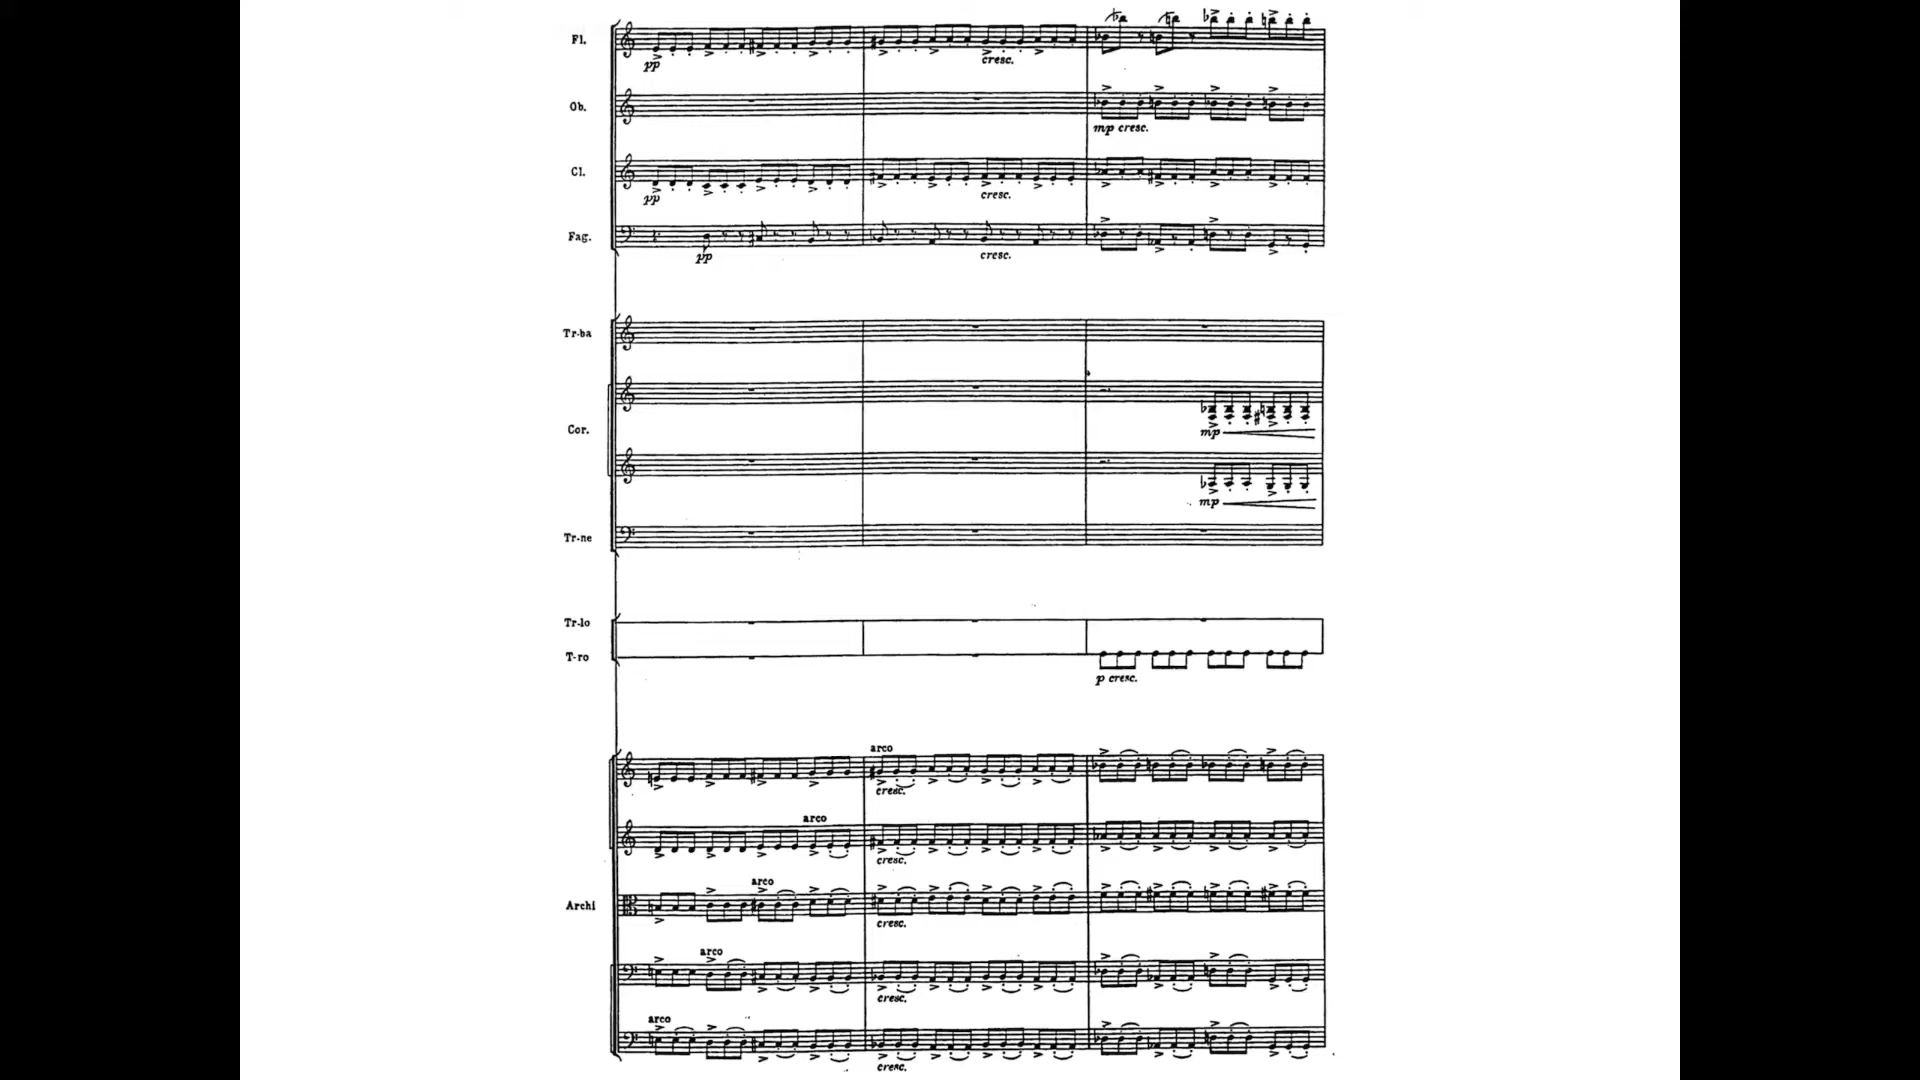 Fl.
pp
cresc.
Ob.
mp cresc.
Cl.
pp
cresc.
Fag.
pp
cresc.
Tr-ba
Cor.
mp
mp
Tr-ne
Tr-lo
T-ro
p cresc.
arco
cresc.
arco
cresc.
Archi
arco
cresc.
arco
cresc.
arco
cresc.